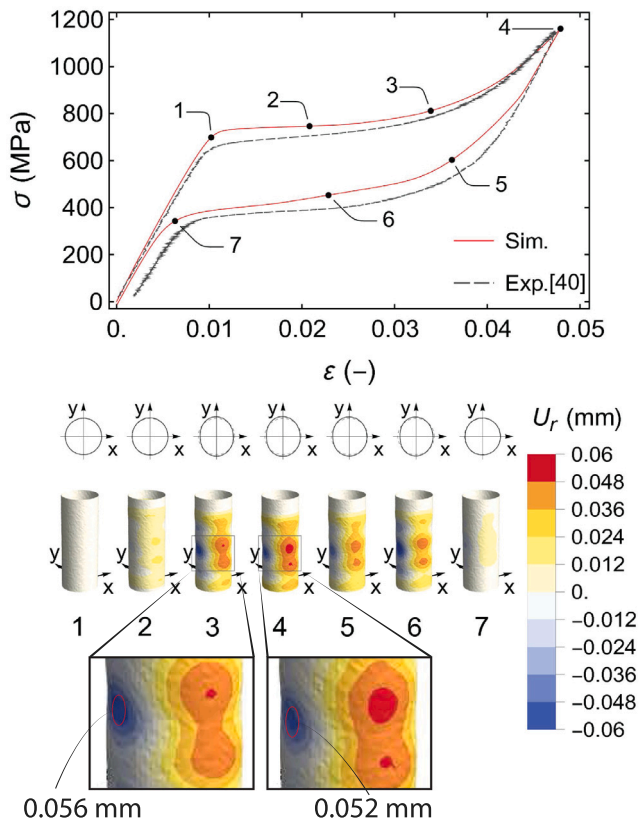 1200
1000
800
600
400
200
0
σ (MPa)
4
3
2
1
5
6
7
Sim.
Exp.[40]
0.
0.01
0.02
0.03
0.04
0.05
ε (–)
y y y y y y y
x x x x x x x
y y y y y y y
x x x x x x x
1 2 3 4 5 6 7
U_r (mm)
0.06
0.048
0.036
0.024
0.012
0.
−0.012
−0.024
−0.036
−0.048
−0.06
0.056 mm
0.052 mm